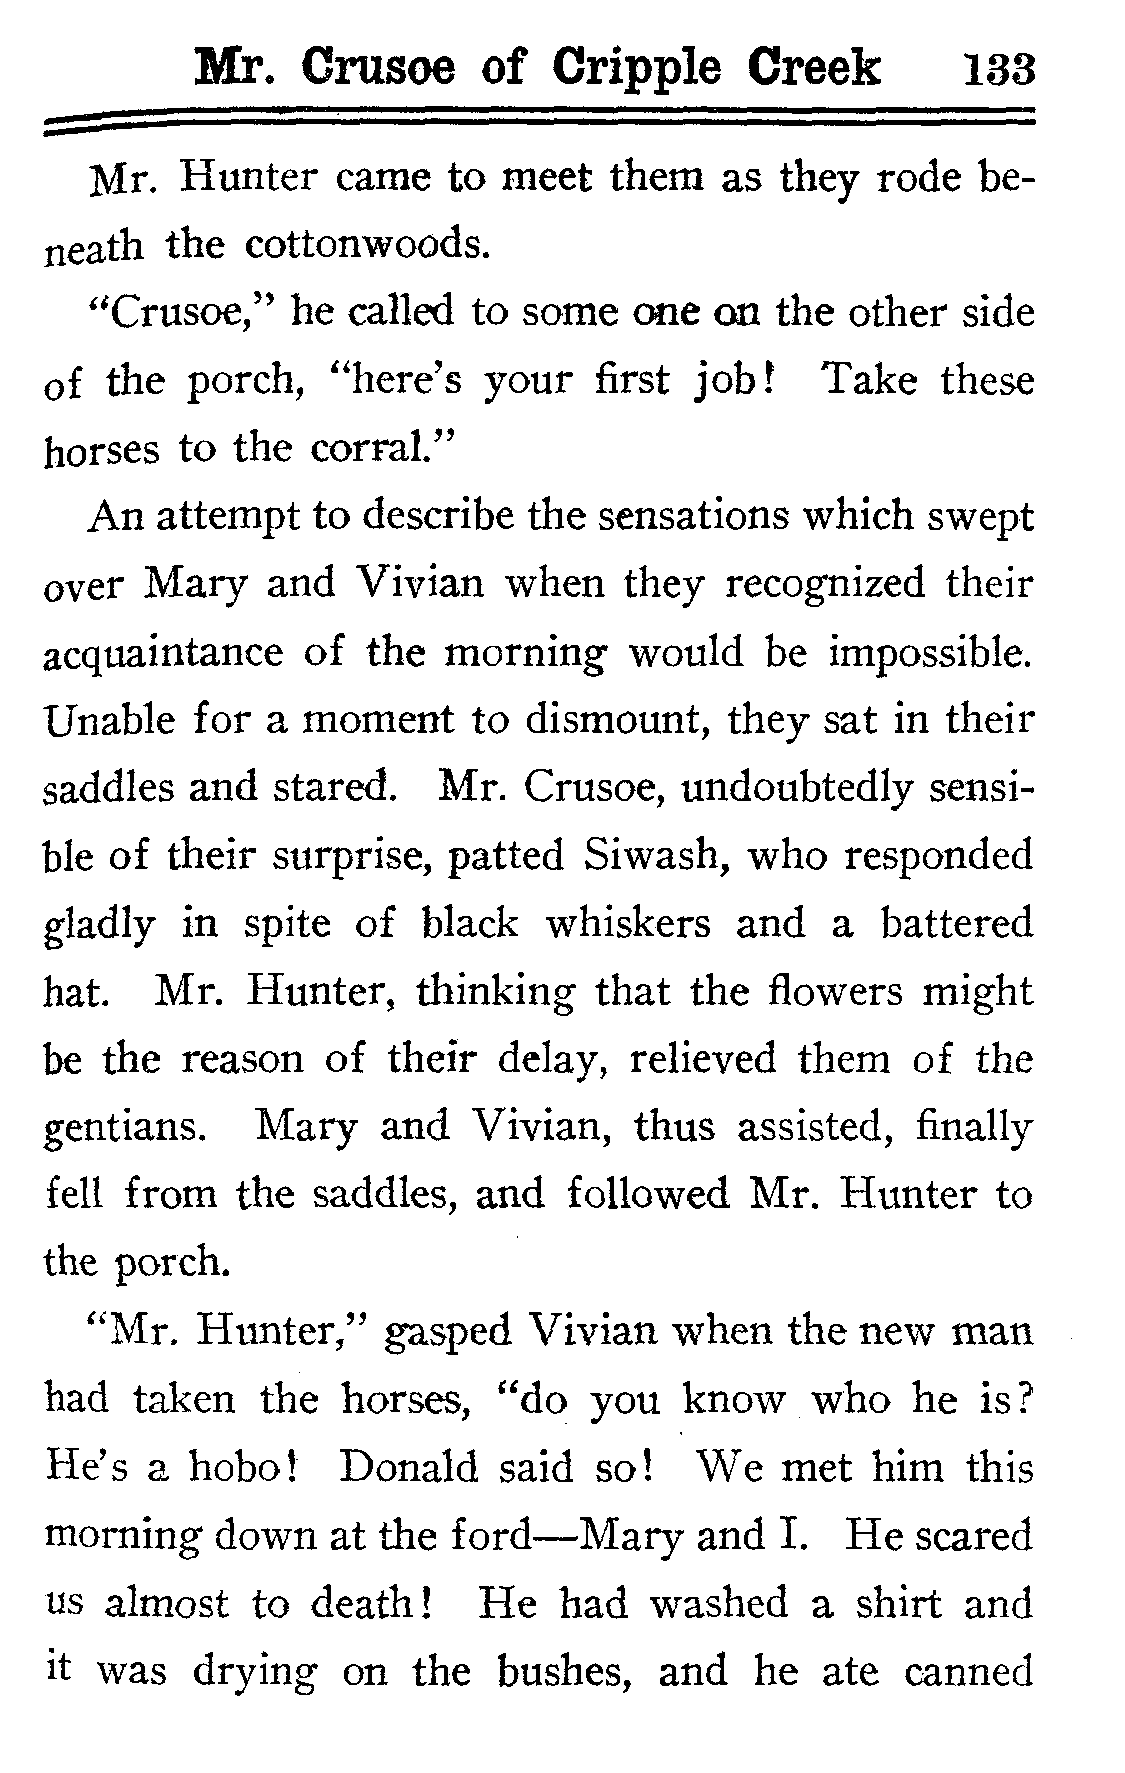 Mr. Crusoe of Cripple Creek 133
Mr. Hunter came to meet them as they rode be-
neath the cottonwoods.
“Crusoe,” he called to some one on the other side
of the porch, “here’s your first job! Take these
horses to the corral.”
An attempt to describe the sensations which swept
over Mary and Vivian when they recognized their
acquaintance of the morning would be impossible.
Unable for a moment to dismount, they sat in their
saddles and stared. Mr. Crusoe, undoubtedly sensi-
ble of their surprise, patted Siwash, who responded
gladly in spite of black whiskers and a battered
hat. Mr. Hunter, thinking that the flowers might
be the reason of their delay, relieved them of the
gentians. Mary and Vivian, thus assisted, finally
fell from the saddles, and followed Mr. Hunter to
the porch.
“Mr. Hunter,” gasped Vivian when the new man
had taken the horses, “do you know who he is?
He’s a hobo! Donald said so! We met him this
morning down at the ford—Mary and I. He scared
us almost to death! He had washed a shirt and
it was drying on the bushes, and he ate canned